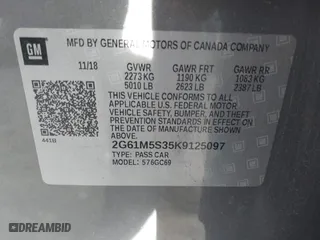 GM
MFD BY GENERAL MOTORS OF CANADA COMPANY
11/18 GVWR GAWR FRT GAWR RR
2273 KG 1190 KG 1083 KG
5010 LB 2623 LB 2387 LB
THIS VEHICLE CONFORMS TO ALL APPLICABLE
U.S. FEDERAL MOTOR VEHICLE SAFETY, BUMPER, AND THEFT
PREVENTION STANDARDS IN EFFECT ON THE DATE OF
MANUFACTURE SHOWN ABOVE.
2G61M5S35K9125097
TYPE: PASS CAR
MODEL: 576GC69